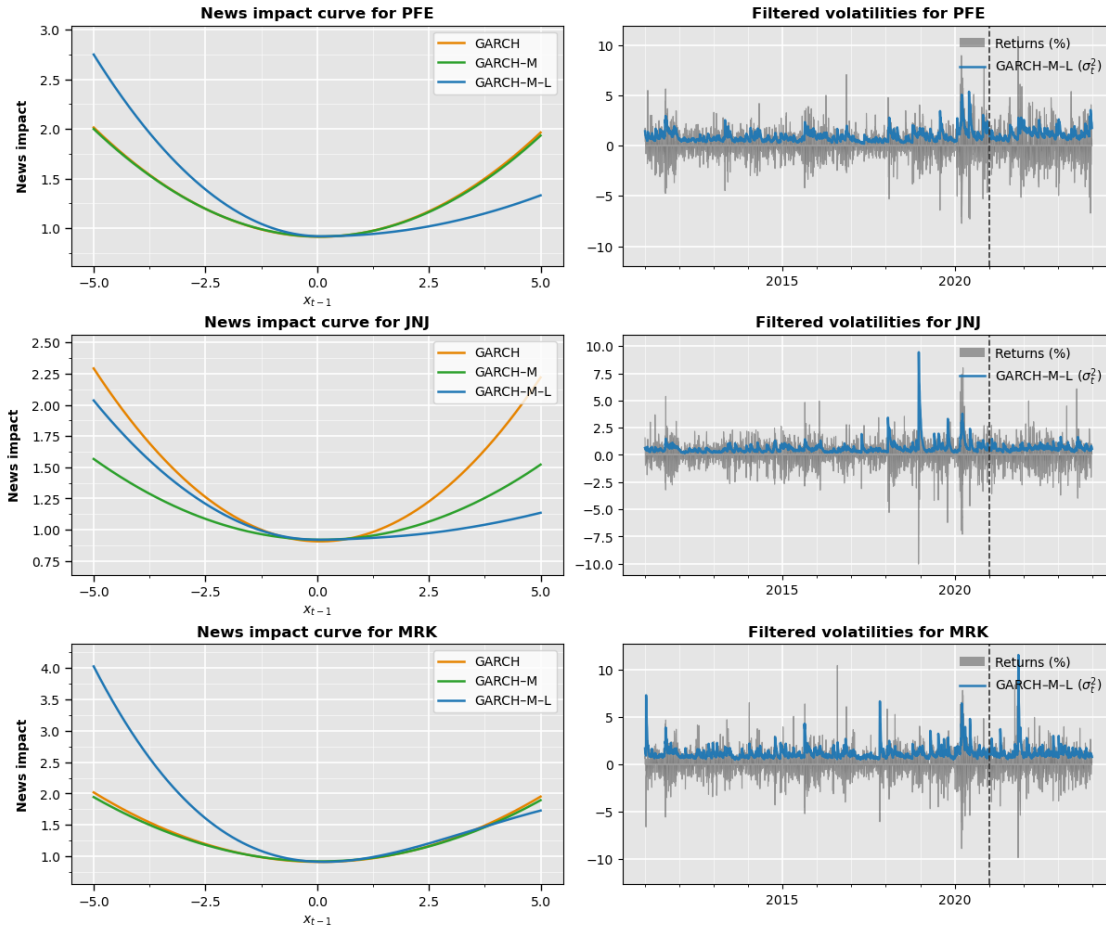 News impact curve for PFE
3.0
2.5
2.0
1.5
1.0
News impact
GARCH
GARCH–M
GARCH–M–L
−5.0
−2.5
0.0
2.5
5.0
x_{t−1}
Filtered volatilities for PFE
10
5
0
−5
−10
Returns (%)
GARCH–M–L (σ_t^2)
2015
2020
News impact curve for JNJ
2.50
2.25
2.00
1.75
1.50
1.25
1.00
0.75
News impact
GARCH
GARCH–M
GARCH–M–L
−5.0
−2.5
0.0
2.5
5.0
x_{t−1}
Filtered volatilities for JNJ
10.0
7.5
5.0
2.5
0.0
−2.5
−5.0
−7.5
−10.0
Returns (%)
GARCH–M–L (σ_t^2)
2015
2020
News impact curve for MRK
4.0
3.5
3.0
2.5
2.0
1.5
1.0
News impact
GARCH
GARCH–M
GARCH–M–L
−5.0
−2.5
0.0
2.5
5.0
x_{t−1}
Filtered volatilities for MRK
10
5
0
−5
−10
Returns (%)
GARCH–M–L (σ_t^2)
2015
2020